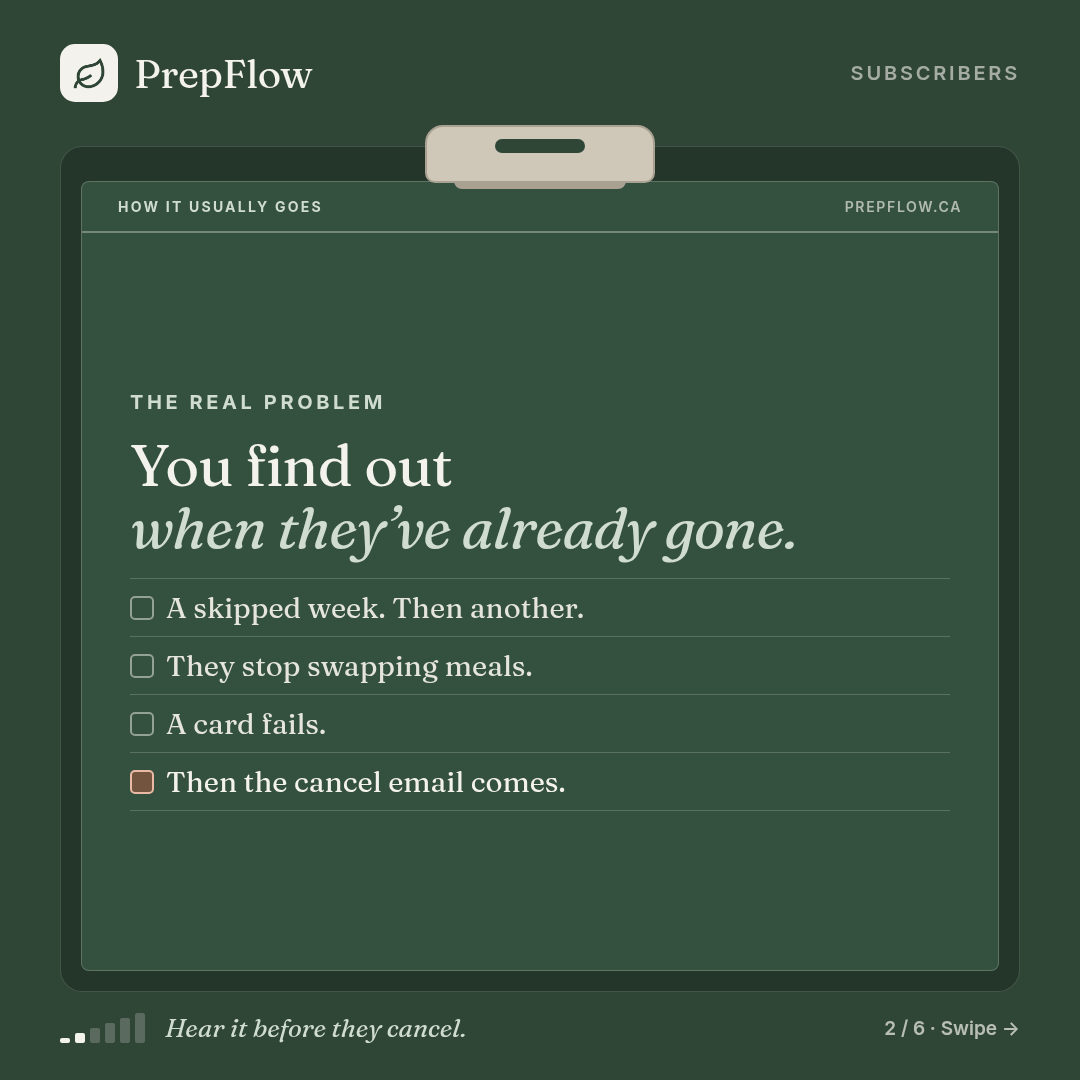 PrepFlow
SUBSCRIBERS
HOW IT USUALLY GOES
PREPFLOW.CA
THE REAL PROBLEM
You find out
when they’ve already gone.
A skipped week. Then another.
They stop swapping meals.
A card fails.
Then the cancel email comes.
Hear it before they cancel.
2 / 6 · Swipe →